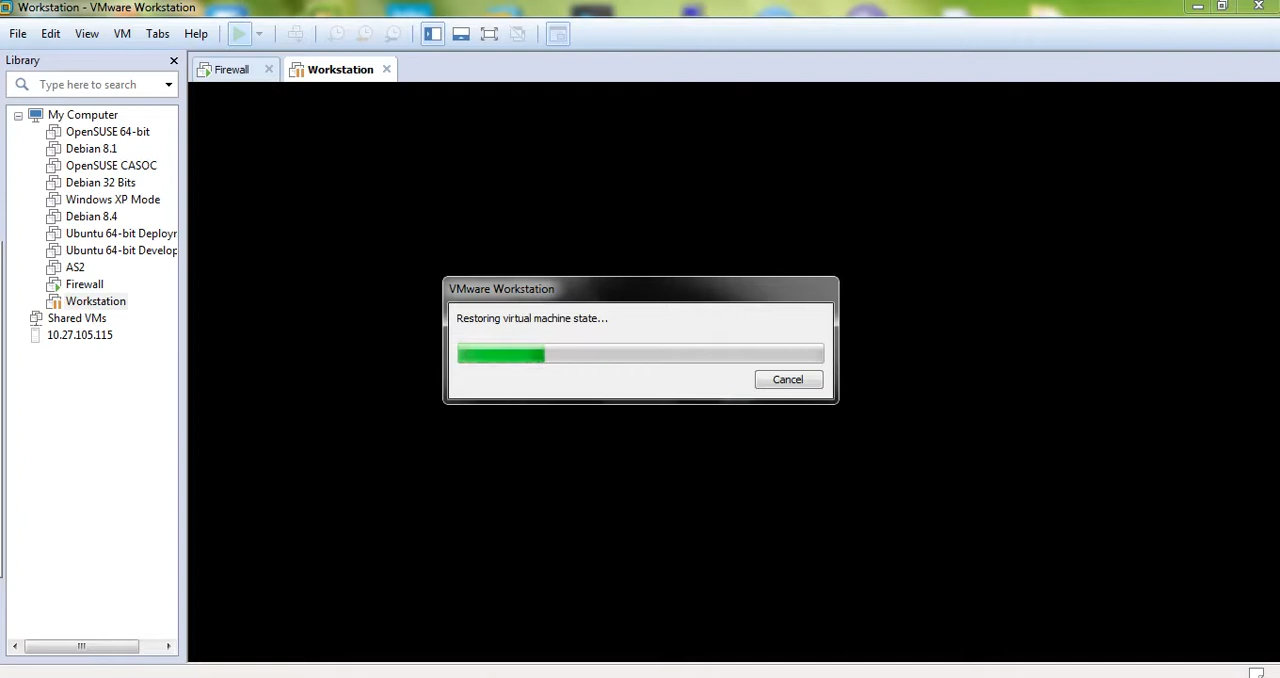 Workstation - VMware Workstation
File Edit View VM Tabs Help
Library
Type here to search
Firewall
Workstation
My Computer
OpenSUSE 64-bit
Debian 8.1
OpenSUSE CASOC
Debian 32 Bits
Windows XP Mode
Debian 8.4
Ubuntu 64-bit Deployr
Ubuntu 64-bit Develop
AS2
Firewall
Workstation
Shared VMs
10.27.105.115
VMware Workstation
Restoring virtual machine state...
Cancel